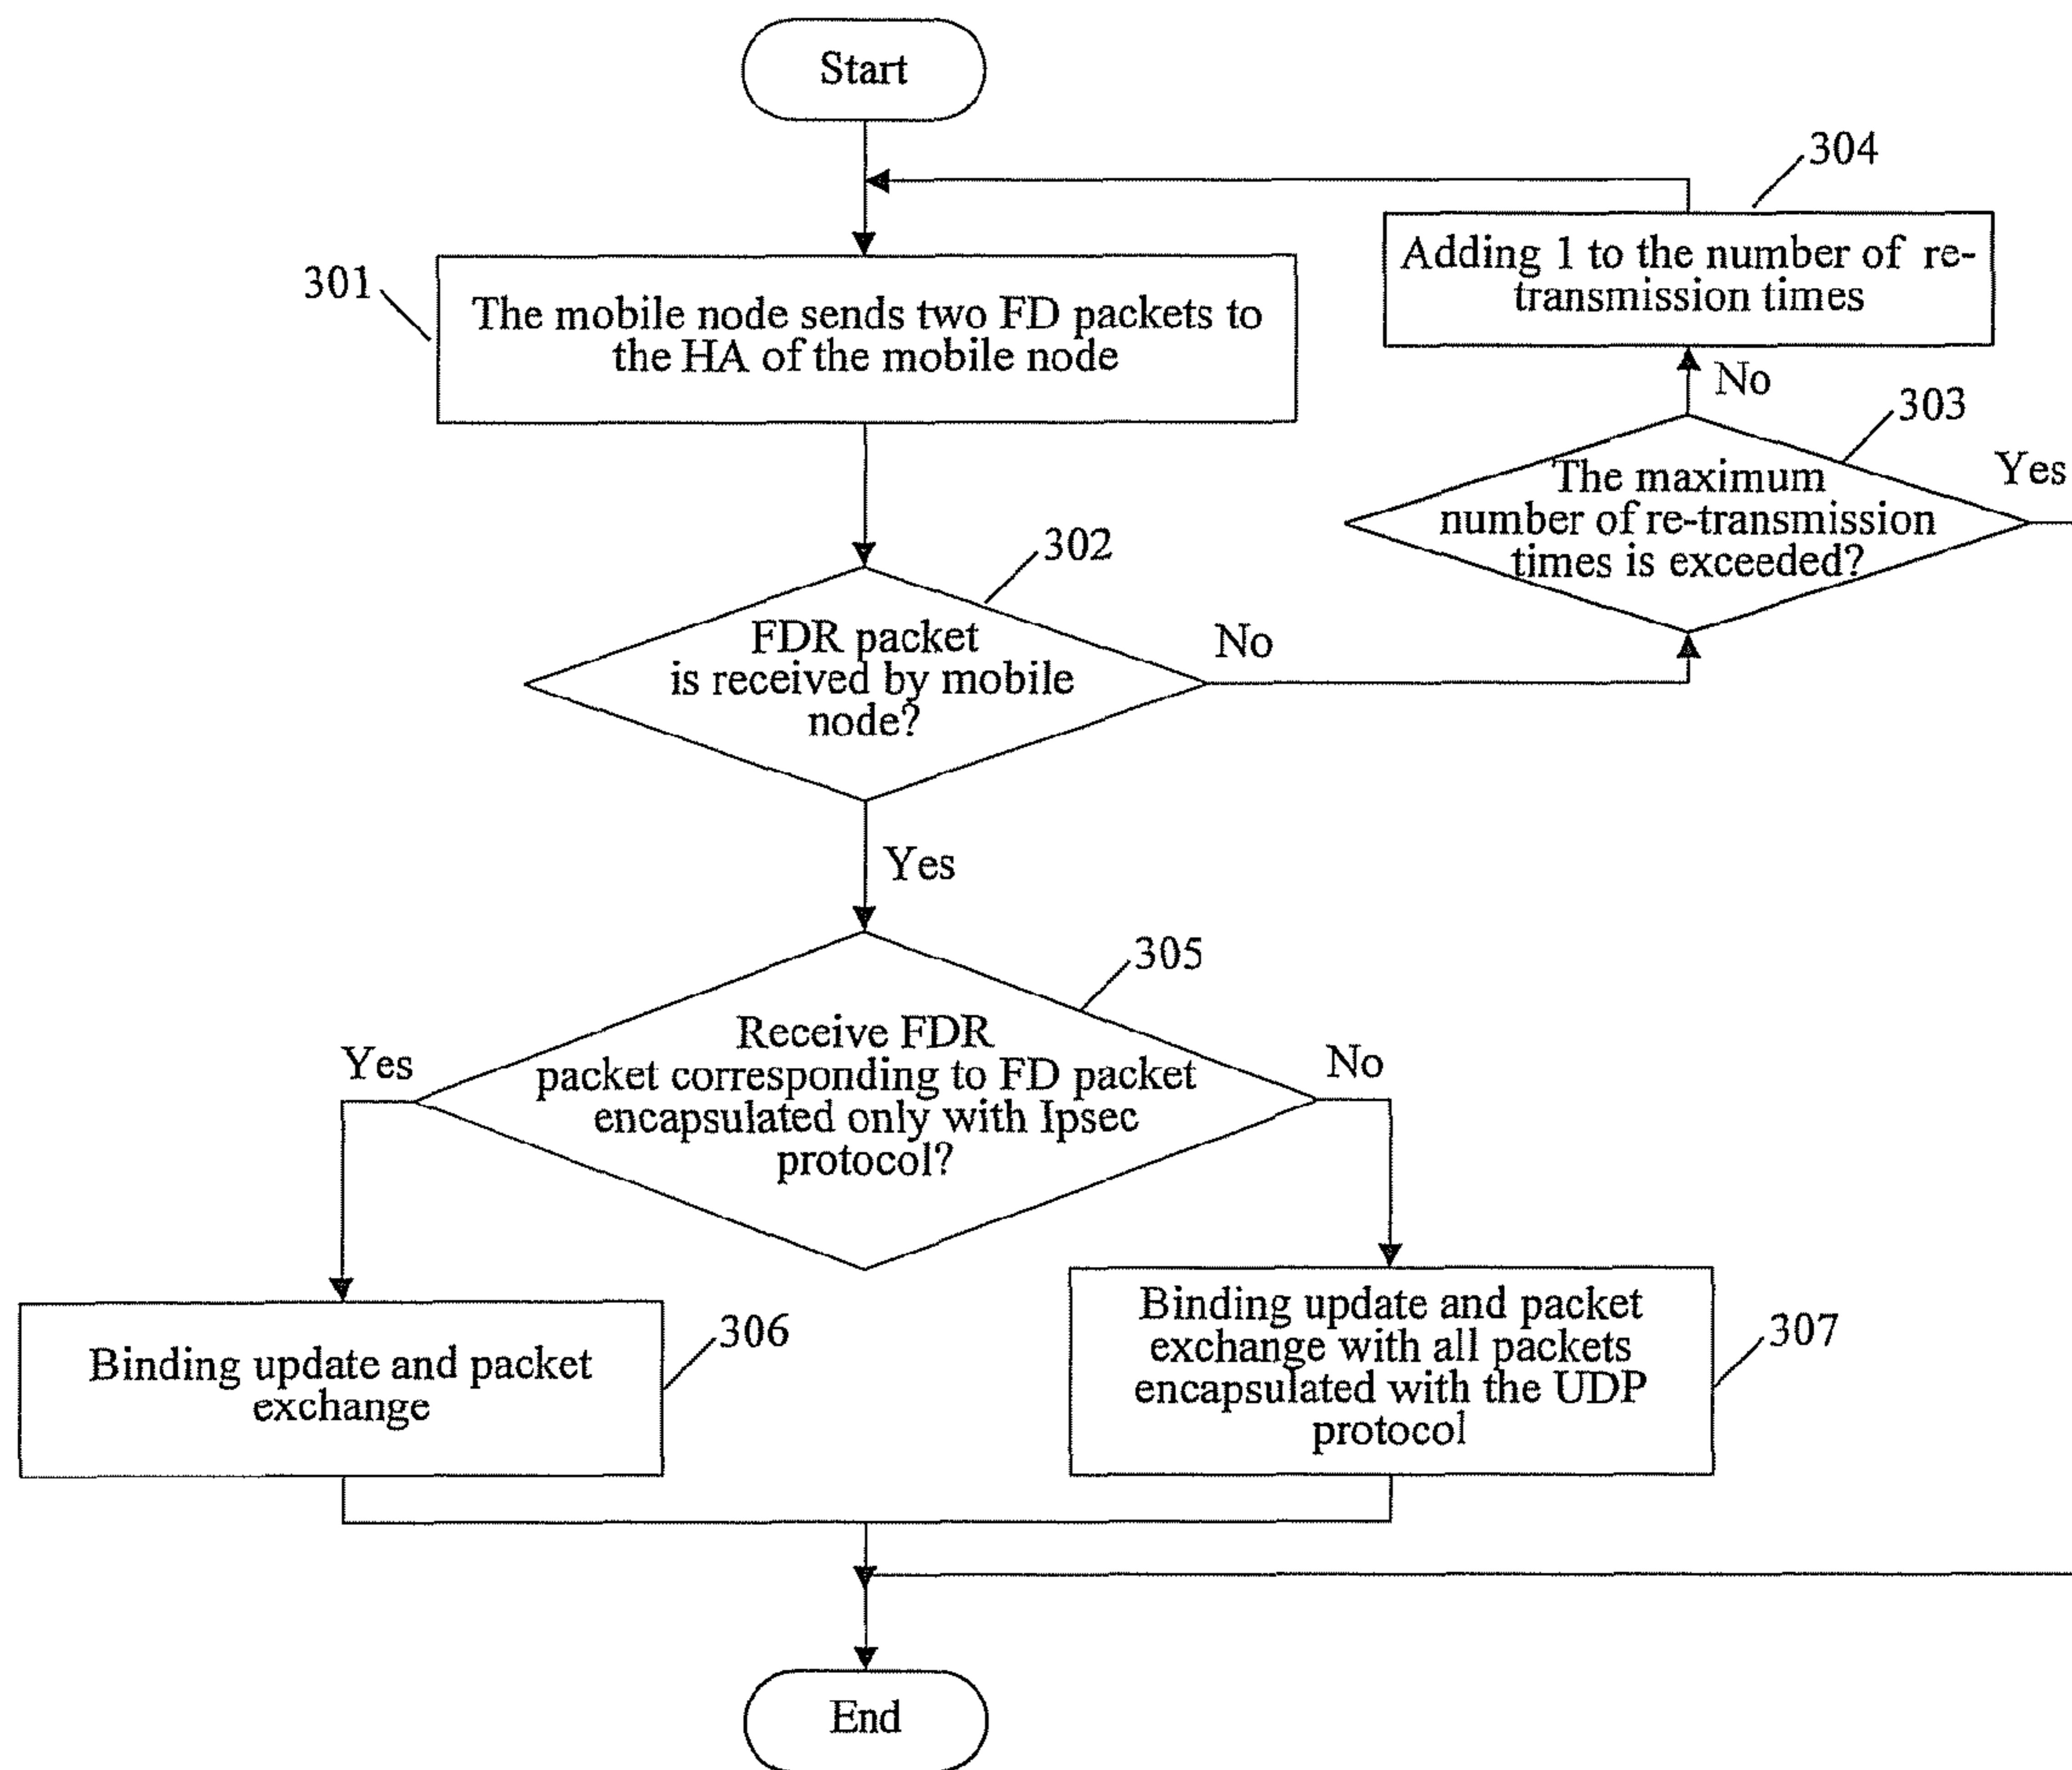 Start
304
Adding 1 to the number of re-
transmission times
301
The mobile node sends two FD packets to
the HA of the mobile node
No
303
Yes
The maximum
number of re-transmission
times is exceeded?
302
FDR packet
is received by mobile
node?
No
Yes
305
Receive FDR
packet corresponding to FD packet
encapsulated only with Ipsec
protocol?
Yes
No
306
Binding update and packet
exchange
307
Binding update and packet
exchange with all packets
encapsulated with the UDP
protocol
End